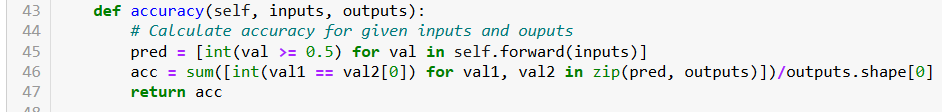 43 def accuracy(self, inputs, outputs):
44 # Calculate accuracy for given inputs and ouputs
45 pred = [int(val >= 0.5) for val in self.forward(inputs)]
46 acc = sum([int(val1 == val2[0]) for val1, val2 in zip(pred, outputs)])/outputs.shape[0]
47 return acc